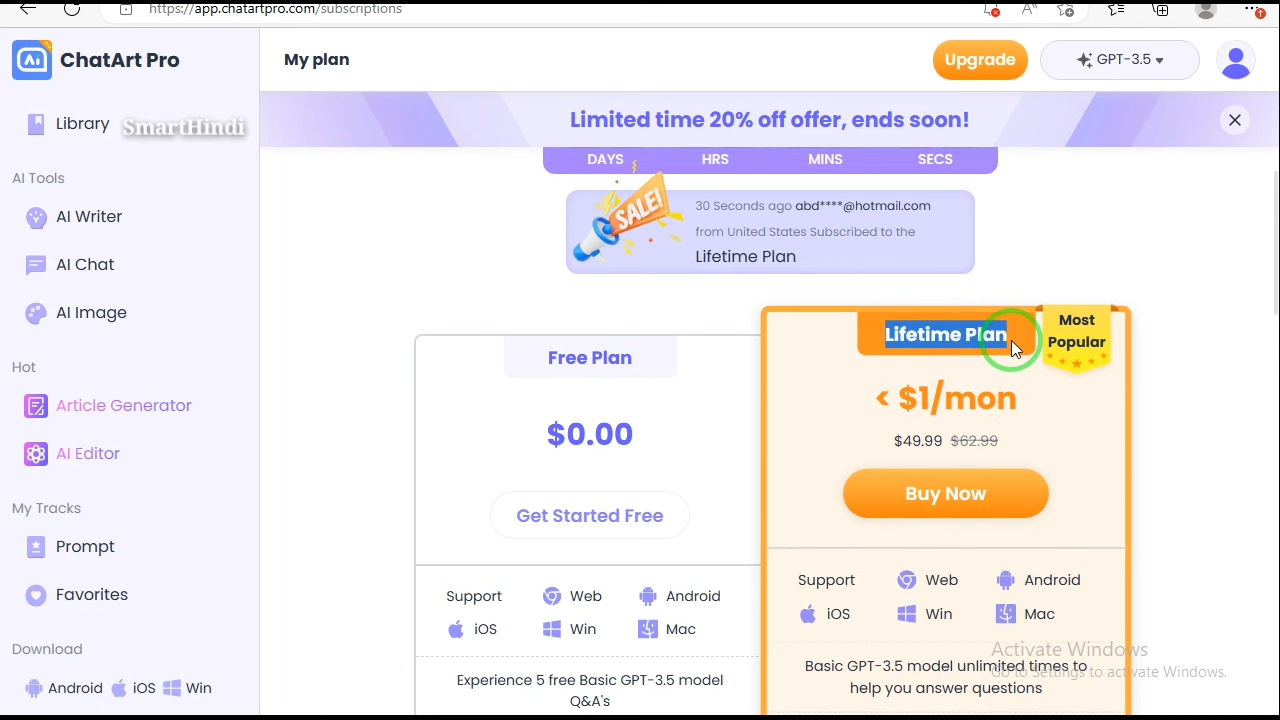 https://app.chatartpro.com/subscriptions
ChatArt Pro
My plan
Upgrade
GPT-3.5
Library
SmartHindi
Limited time 20% off offer, ends soon!
DAYS HRS MINS SECS
SALE!
30 Seconds ago abd****@hotmail.com
from United States Subscribed to the
Lifetime Plan
AI Tools
AI Writer
AI Chat
AI Image
Hot
Article Generator
AI Editor
My Tracks
Prompt
Favorites
Download
Android iOS Win
Free Plan
$0.00
Get Started Free
Support Web Android
iOS Win Mac
Experience 5 free Basic GPT-3.5 model
Q&A's
Lifetime Plan
Most
Popular
< $1/mon
$49.99 $62.99
Buy Now
Support Web Android
iOS Win Mac
Basic GPT-3.5 model unlimited times to
help you answer questions
Activate Windows
Go to Settings to activate Windows.